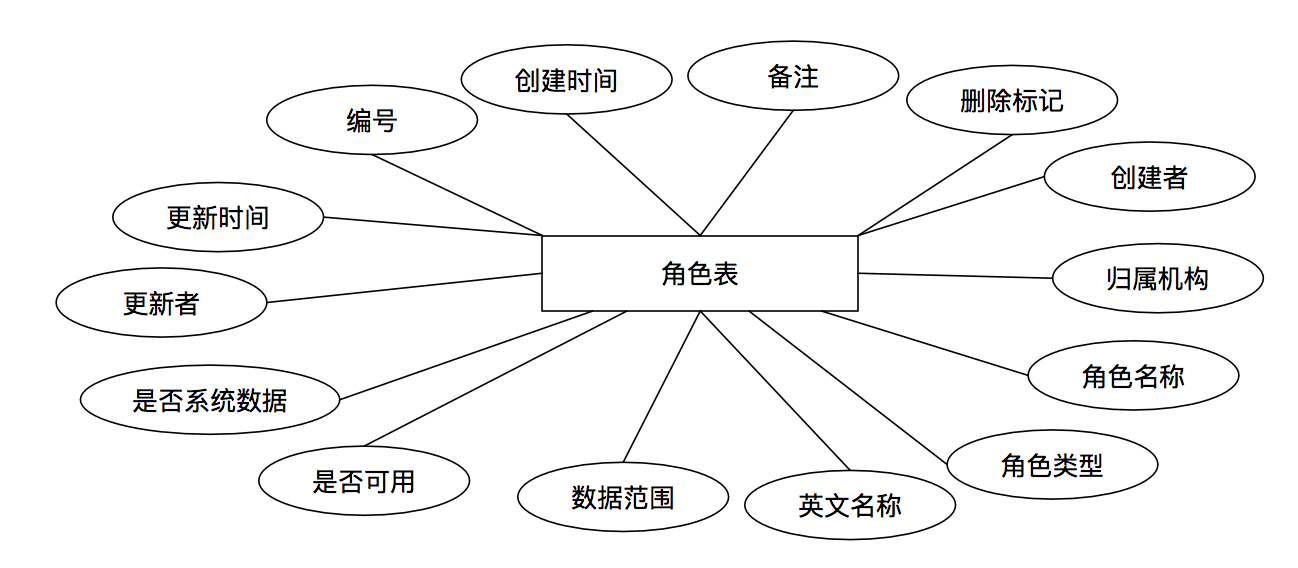 创建时间
备注
删除标记
编号
创建者
更新时间
角色表
归属机构
更新者
角色名称
是否系统数据
角色类型
是否可用
数据范围
英文名称